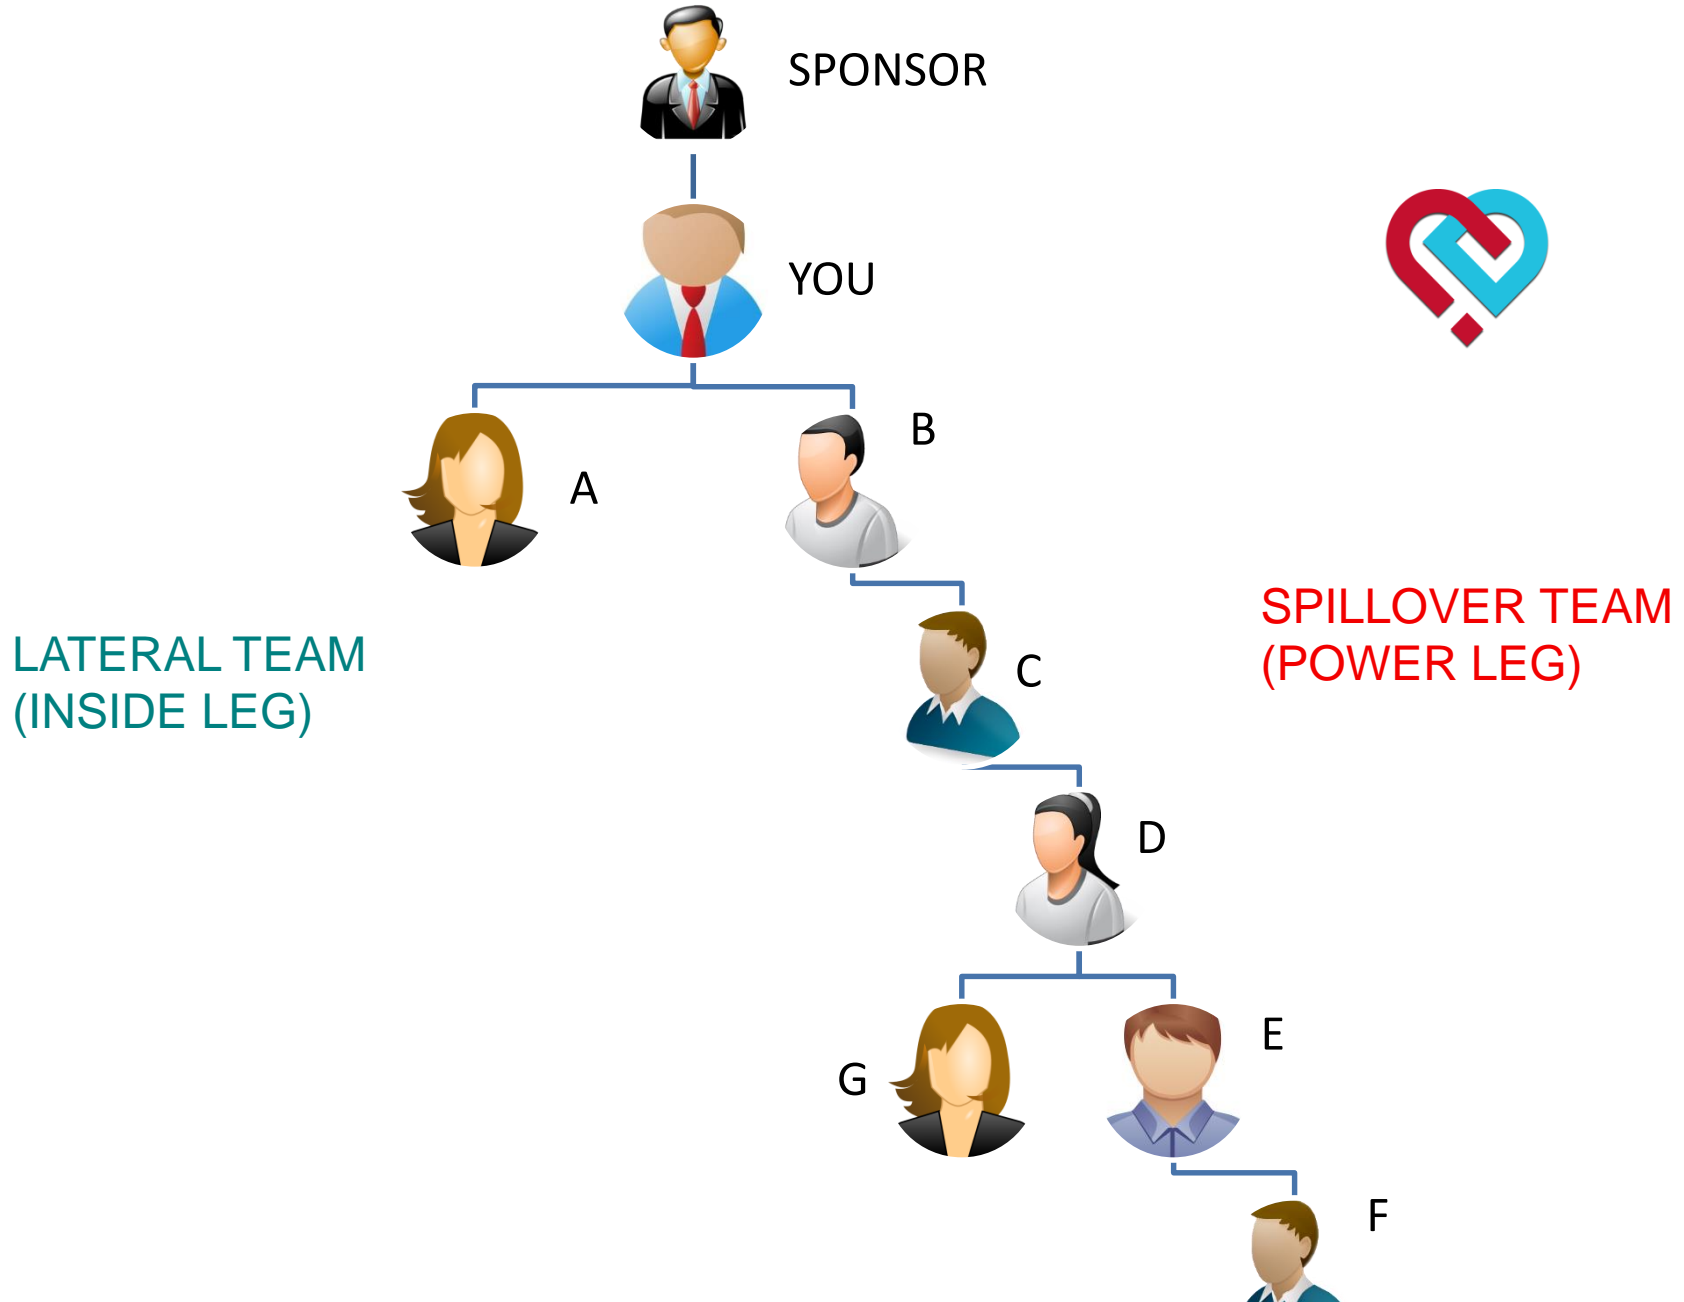 SPONSOR
YOU
B
A
SPILLOVER TEAM
(POWER LEG)
LATERAL TEAM
(INSIDE LEG)
C
D
E
G
F